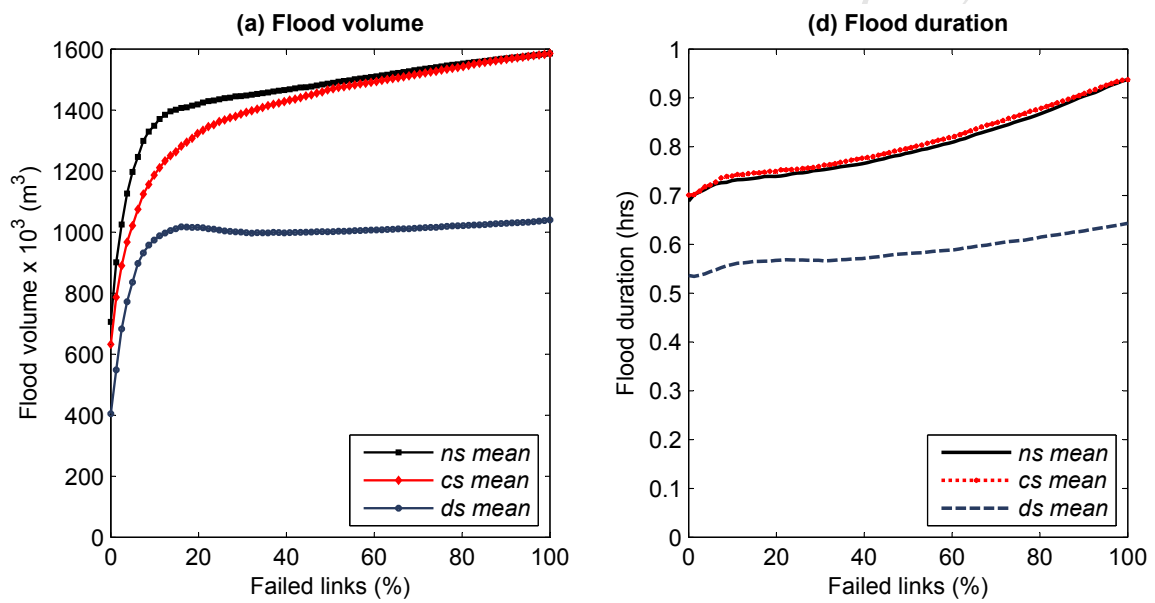 (a) Flood volume
Flood volume x 10³ (m³)
1600
1400
1200
1000
800
600
400
200
0
0 20 40 60 80 100
Failed links (%)
ns mean
cs mean
ds mean
(d) Flood duration
Flood duration (hrs)
1
0.9
0.8
0.7
0.6
0.5
0.4
0.3
0.2
0.1
0
0 20 40 60 80 100
Failed links (%)
ns mean
cs mean
ds mean